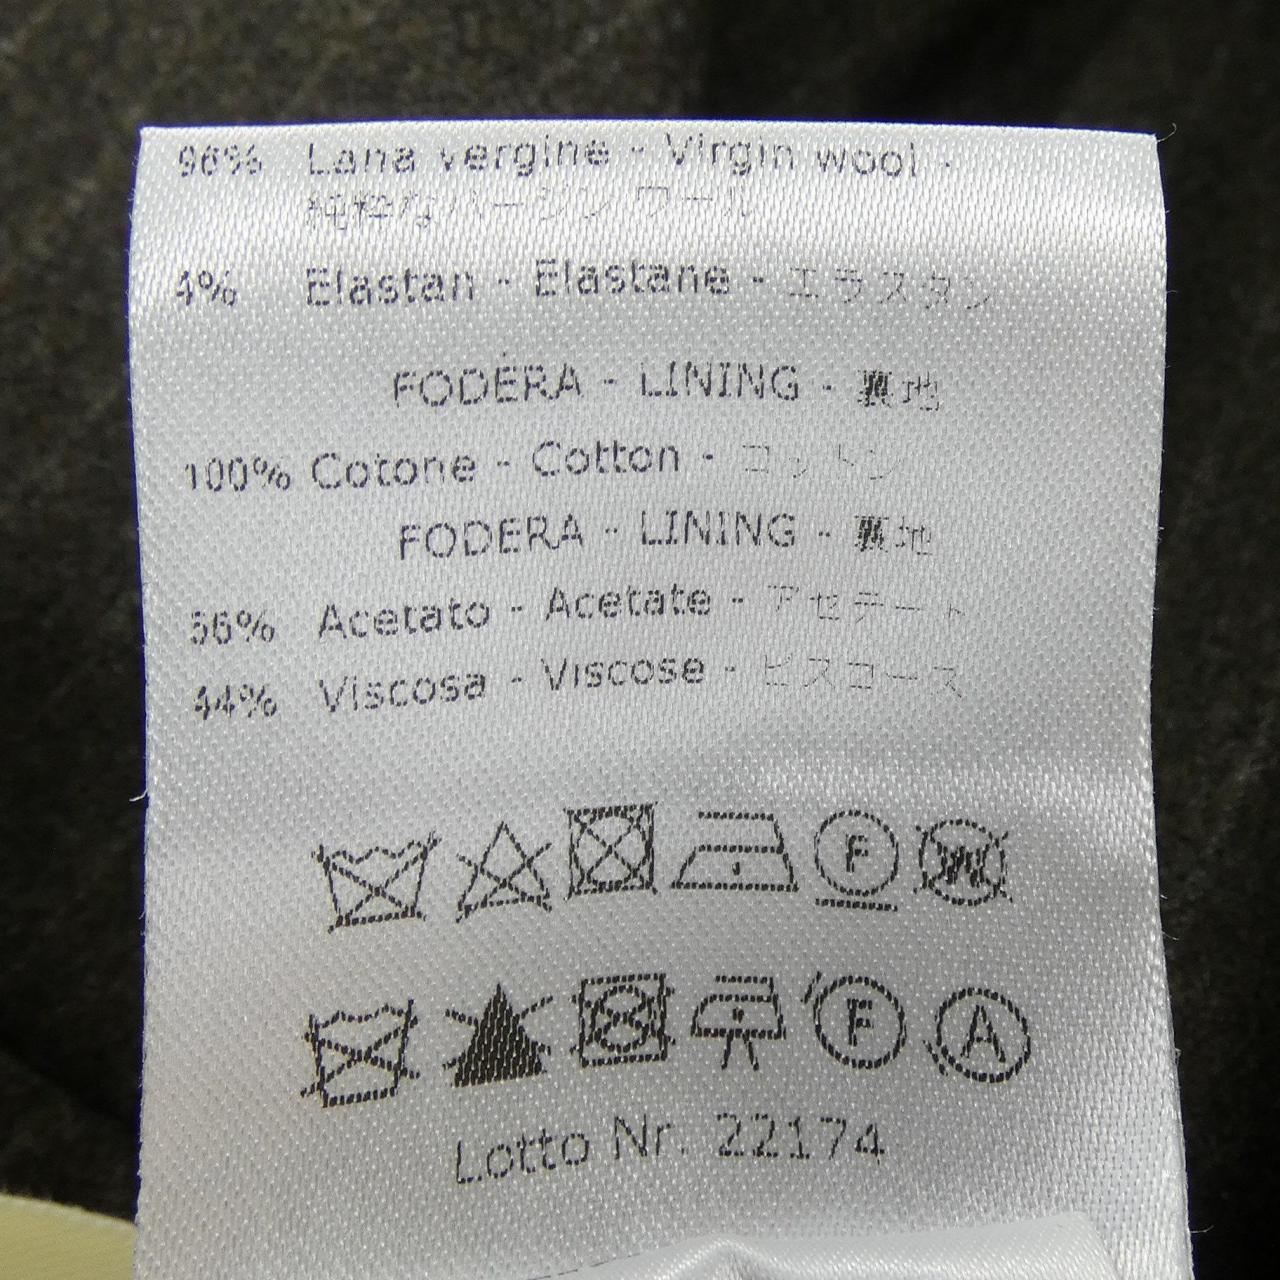 96% Lana vergine - Virgin wool -
純粋なバージン ウール
4% Elastan - Elastane - エラスタン
FODERA - LINING - 裏地
100% Cotone - Cotton - コットン
FODERA - LINING - 裏地
56% Acetato - Acetate - アセテート
44% Viscosa - Viscose - ビスコース
F W
F A
Lotto Nr. 22174